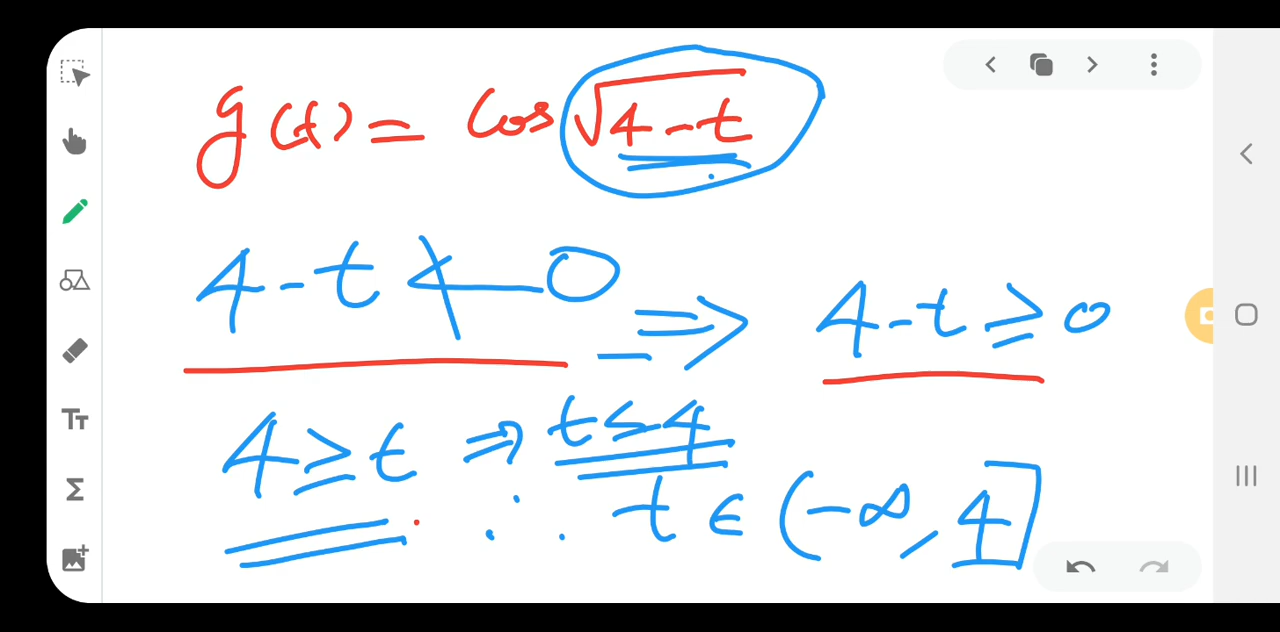 g(t) = cos √4-t
4-t ≮ 0 ⇒ 4-t ≥ 0
4 ≥ t ⇒ t ≤ 4
∴ t ∈ (-∞, 4]